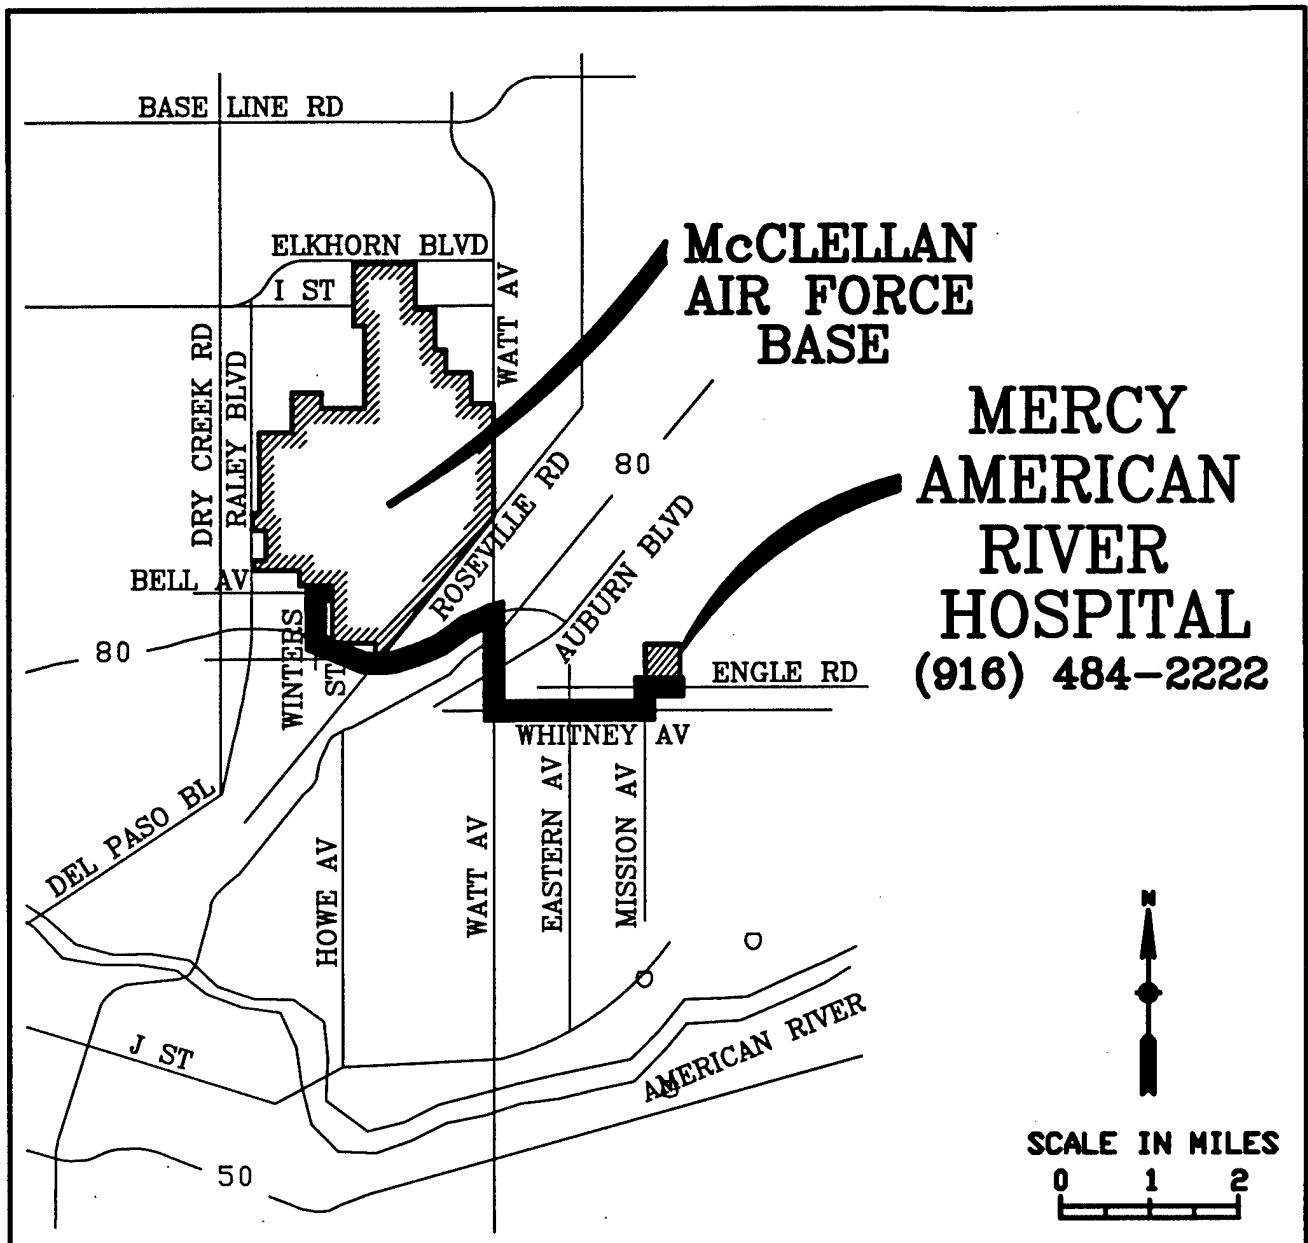 BASE LINE RD
ELKHORN BLVD
I ST
WATT AV
McCLELLAN
AIR FORCE
BASE
DRY CREEK RD
RALEY BLVD
MERCY
AMERICAN
RIVER
HOSPITAL
(916) 484-2222
80
ROSEVILLE RD
AUBURN BLVD
BELL AV
WINTERS
ST
80
ENGLE RD
WHITNEY AV
DEL PASO BL
HOWE AV
WATT AV
EASTERN AV
MISSION AV
N
J ST
AMERICAN RIVER
50
SCALE IN MILES
0 1 2